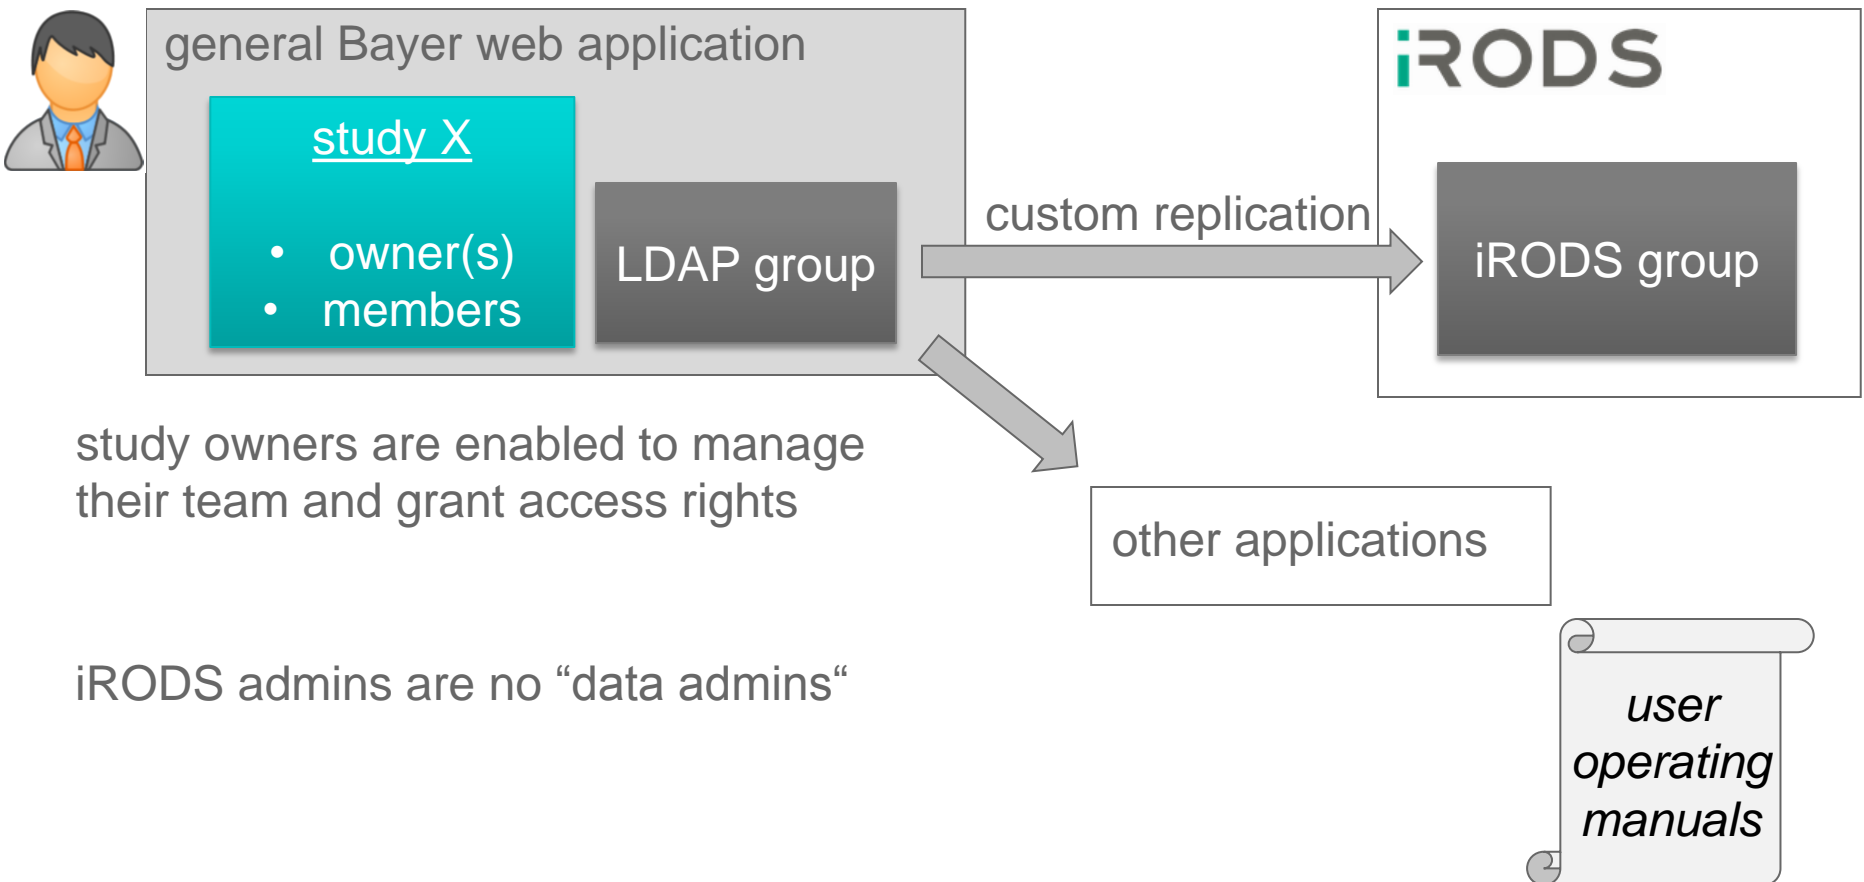 general Bayer web application
iRODS
study X
• owner(s)
• members
LDAP group
custom replication
iRODS group
study owners are enabled to manage
their team and grant access rights
other applications
iRODS admins are no “data admins“
user
operating
manuals